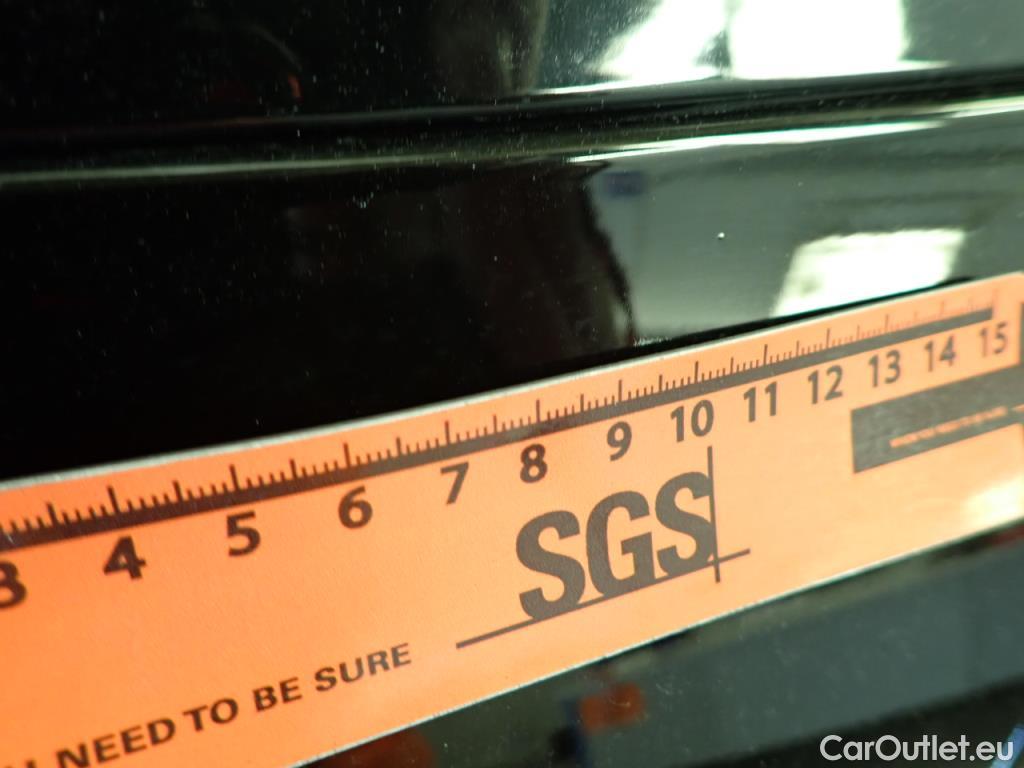 3 4 5 6 7 8 9 10 11 12 13 14 15
SGS
NEED TO BE SURE
CarOutlet.eu